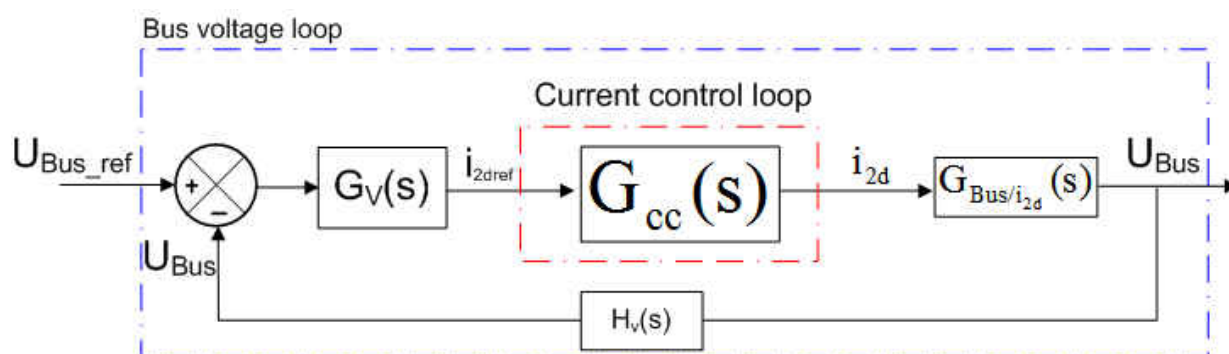 Bus voltage loop
Current control loop
U_Bus_ref
+
−
G_V(s)
i_2dref
G_cc(s)
i_2d
G_Bus/i_2d(s)
U_Bus
U_Bus
H_v(s)